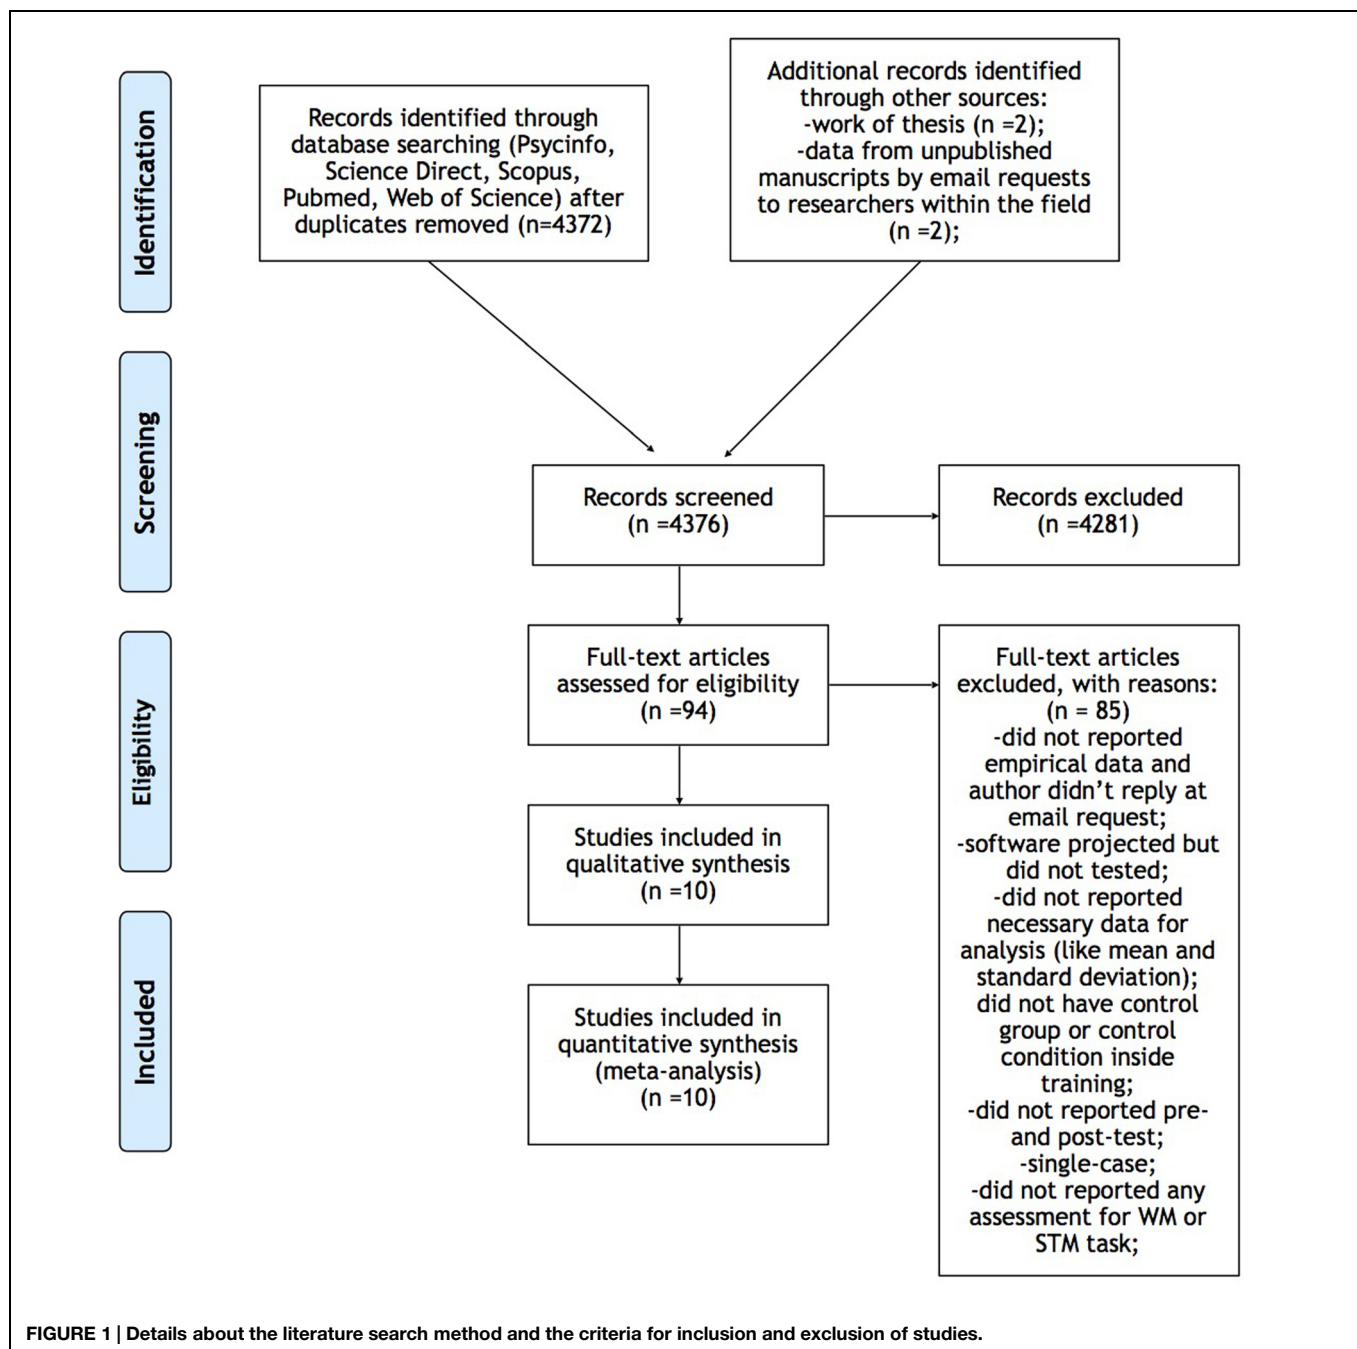 Identification
Records identified through
database searching (Psycinfo,
Science Direct, Scopus,
Pubmed, Web of Science) after
duplicates removed (n=4372)
Additional records identified
through other sources:
-work of thesis (n =2);
-data from unpublished
manuscripts by email requests
to researchers within the field
(n =2);
Screening
Records screened
(n =4376)
Records excluded
(n =4281)
Eligibility
Full-text articles
assessed for eligibility
(n =94)
Full-text articles
excluded, with reasons:
(n = 85)
-did not reported
empirical data and
author didn’t reply at
email request;
-software projected but
did not tested;
-did not reported
necessary data for
analysis (like mean and
standard deviation);
did not have control
group or control
condition inside
training;
-did not reported pre-
and post-test;
-single-case;
-did not reported any
assessment for WM or
STM task;
Studies included in
qualitative synthesis
(n =10)
Included
Studies included in
quantitative synthesis
(meta-analysis)
(n =10)
FIGURE 1 | Details about the literature search method and the criteria for inclusion and exclusion of studies.